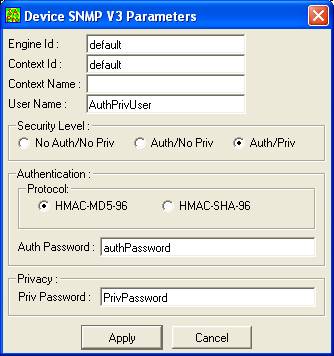 Device SNMP V3 Parameters
Engine Id : default
Context Id : default
Context Name :
User Name : AuthPrivUser
Security Level :
No Auth/No Priv Auth/No Priv Auth/Priv
Authentication :
Protocol:
HMAC-MD5-96 HMAC-SHA-96
Auth Password : authPassword
Privacy :
Priv Password : PrivPassword
Apply Cancel